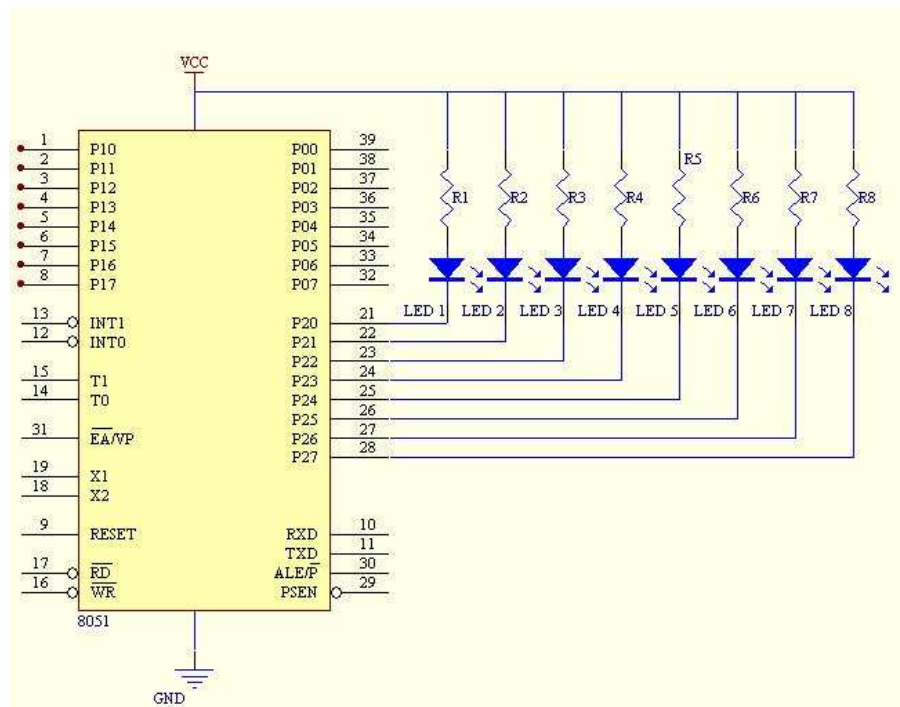 VCC
1 P10 P00 39
2 P11 P01 38
3 P12 P02 37
4 P13 P03 36
5 P14 P04 35
6 P15 P05 34
7 P16 P06 33
8 P17 P07 32
R1 R2 R3 R4 R5 R6 R7 R8
LED 1 LED 2 LED 3 LED 4 LED 5 LED 6 LED 7 LED 8
13 INT1 P20 21
12 INT0 P21 22
P22 23
15 T1 P23 24
14 T0 P24 25
P25 26
31 EA/VP P26 27
P27 28
19 X1
18 X2
9 RESET RXD 10
TXD 11
17 RD ALE/P 30
16 WR PSEN 29
8051
GND